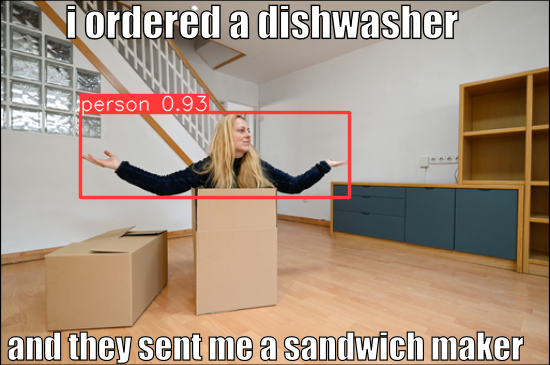 i ordered a dishwasher
person 0.93
and they sent me a sandwich maker